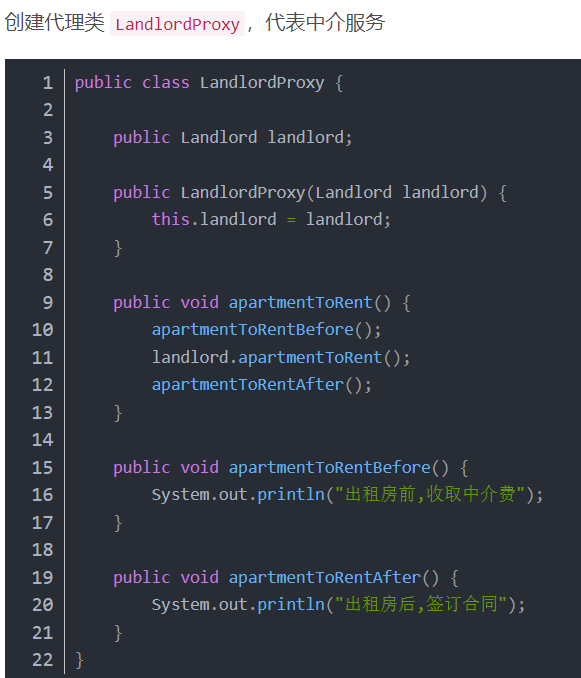 创建代理类 LandlordProxy，代表中介服务
1 public class LandlordProxy {
2
3     public Landlord landlord;
4
5     public LandlordProxy(Landlord landlord) {
6         this.landlord = landlord;
7     }
8
9     public void apartmentToRent() {
10         apartmentToRentBefore();
11         landlord.apartmentToRent();
12         apartmentToRentAfter();
13     }
14
15     public void apartmentToRentBefore() {
16         System.out.println("出租房前,收取中介费");
17     }
18
19     public void apartmentToRentAfter() {
20         System.out.println("出租房后,签订合同");
21     }
22 }